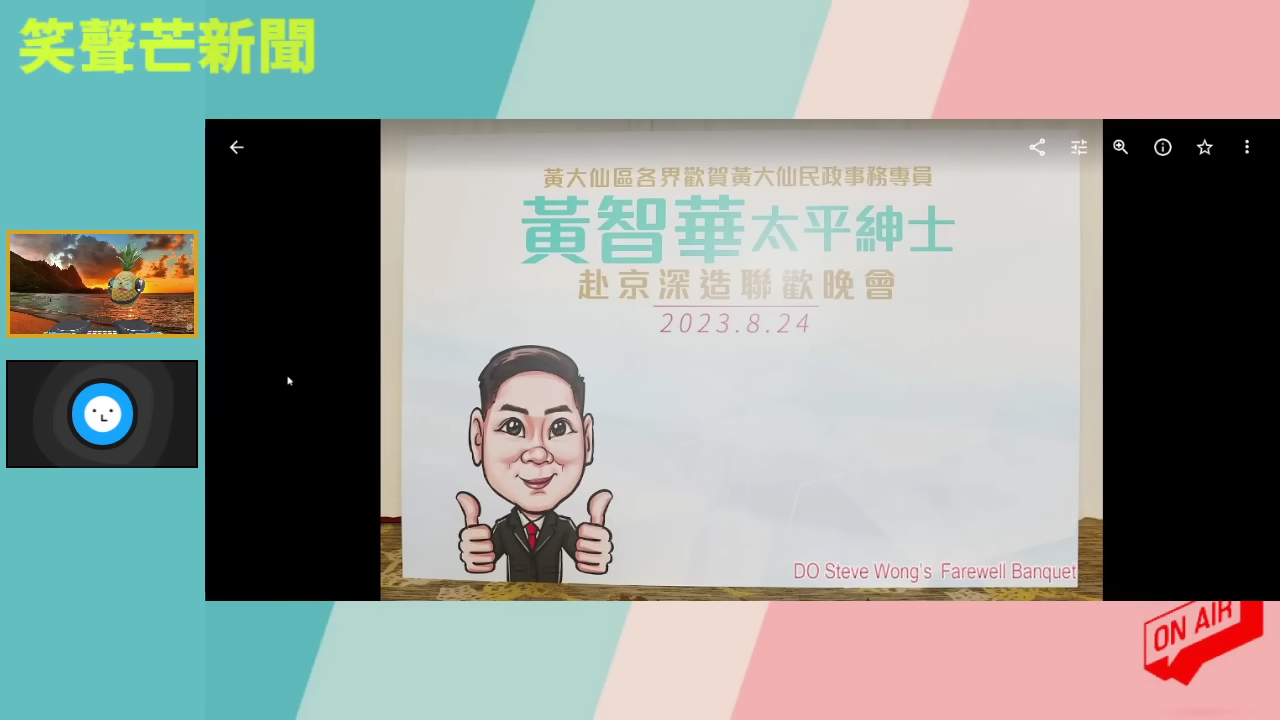 笑聲芒新聞
黃大仙區各界歡賀黃大仙民政事務專員
黃智華太平紳士
赴京深造聯歡晚會
2023.8.24
DO Steve Wong's Farewell Banquet
ON AIR